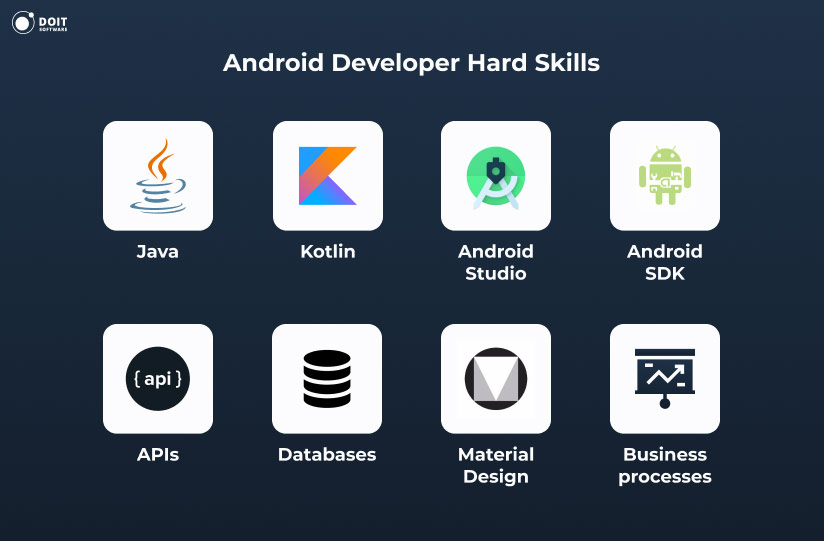 DOIT
SOFTWARE
Android Developer Hard Skills
Java
Kotlin
Android
Studio
Android
SDK
{ api }
APIs
Databases
Material
Design
Business
processes